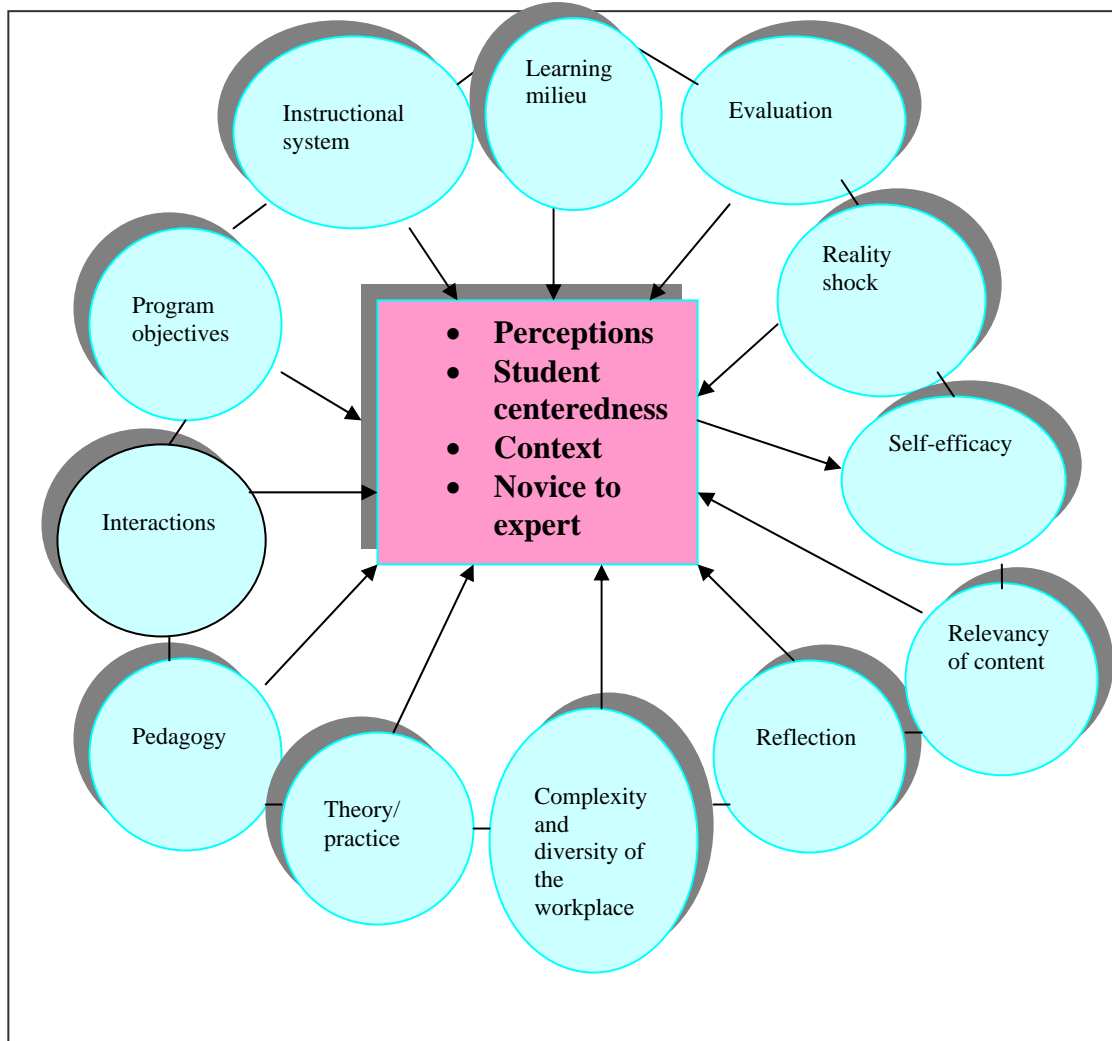 Instructional
system
Learning
milieu
Evaluation
Reality
shock
Program
objectives
• Perceptions
• Student
centeredness
• Context
• Novice to
expert
Self-efficacy
Interactions
Relevancy
of content
Pedagogy
Theory/
practice
Complexity
and
diversity of
the
workplace
Reflection